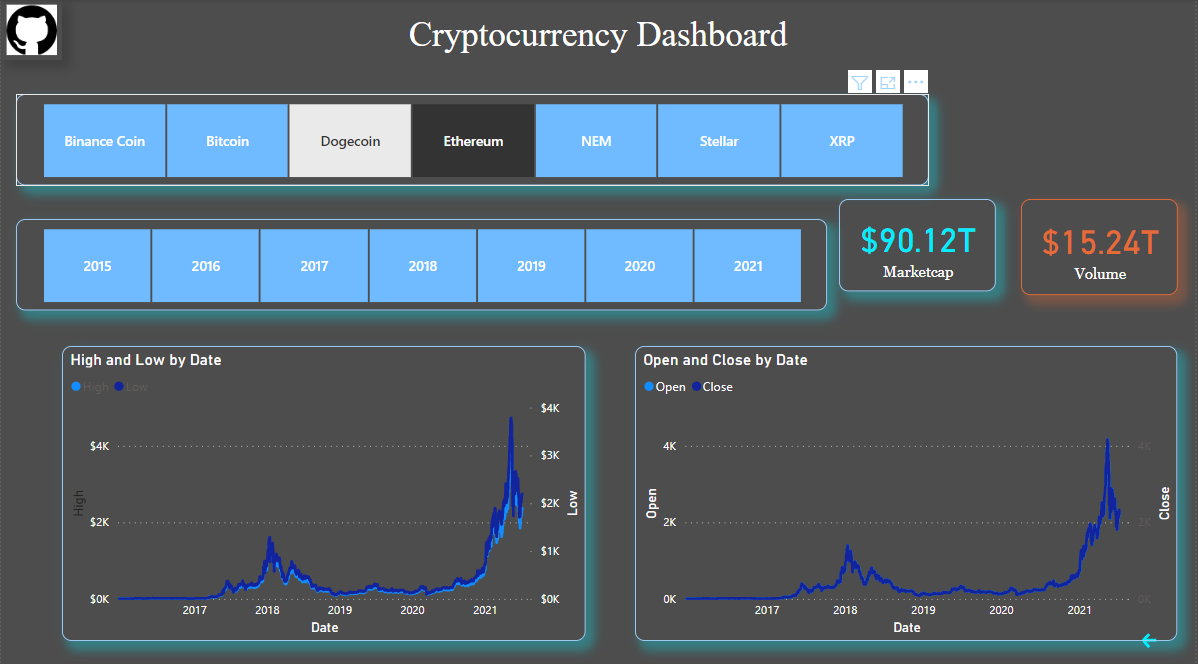 Cryptocurrency Dashboard
Binance Coin Bitcoin Dogecoin Ethereum NEM Stellar XRP
2015 2016 2017 2018 2019 2020 2021
$90.12T
Marketcap
$15.24T
Volume
High and Low by Date
High Low
$4K
$2K
$0K
High
$4K
$3K
$2K
$1K
$0K
Low
2017 2018 2019 2020 2021
Date
Open and Close by Date
Open Close
4K
2K
0K
Open
4K
2K
0K
Close
2017 2018 2019 2020 2021
Date